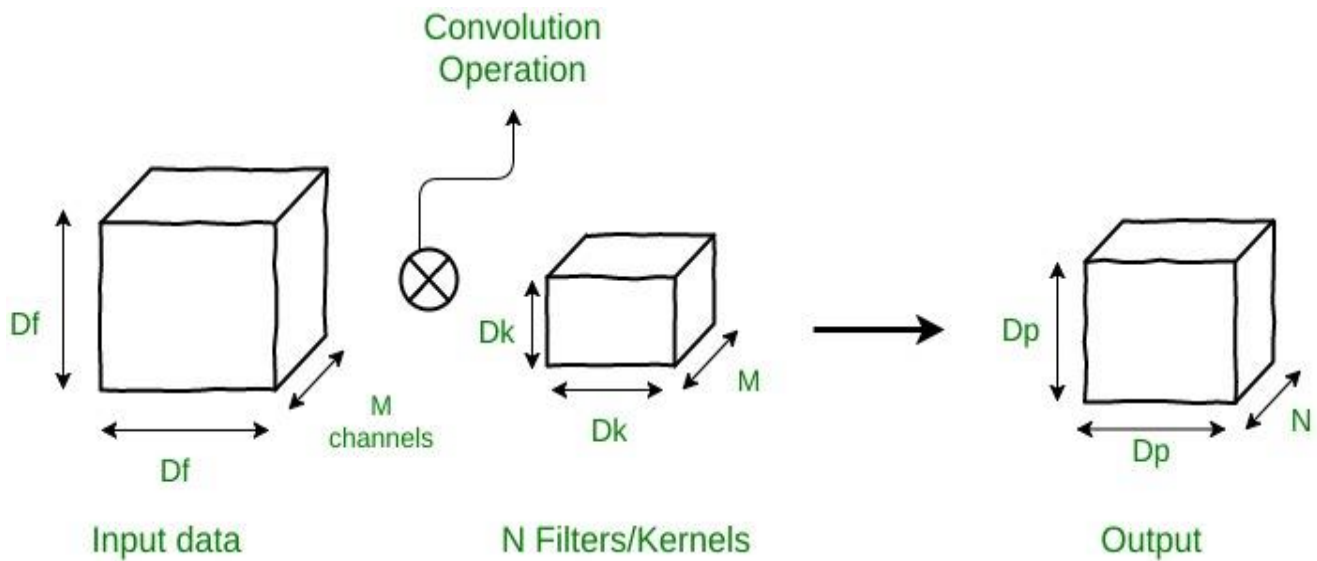 Convolution
Operation
Df
Dk
Dp
M
channels
M
N
Df
Dk
Dp
Input data
N Filters/Kernels
Output